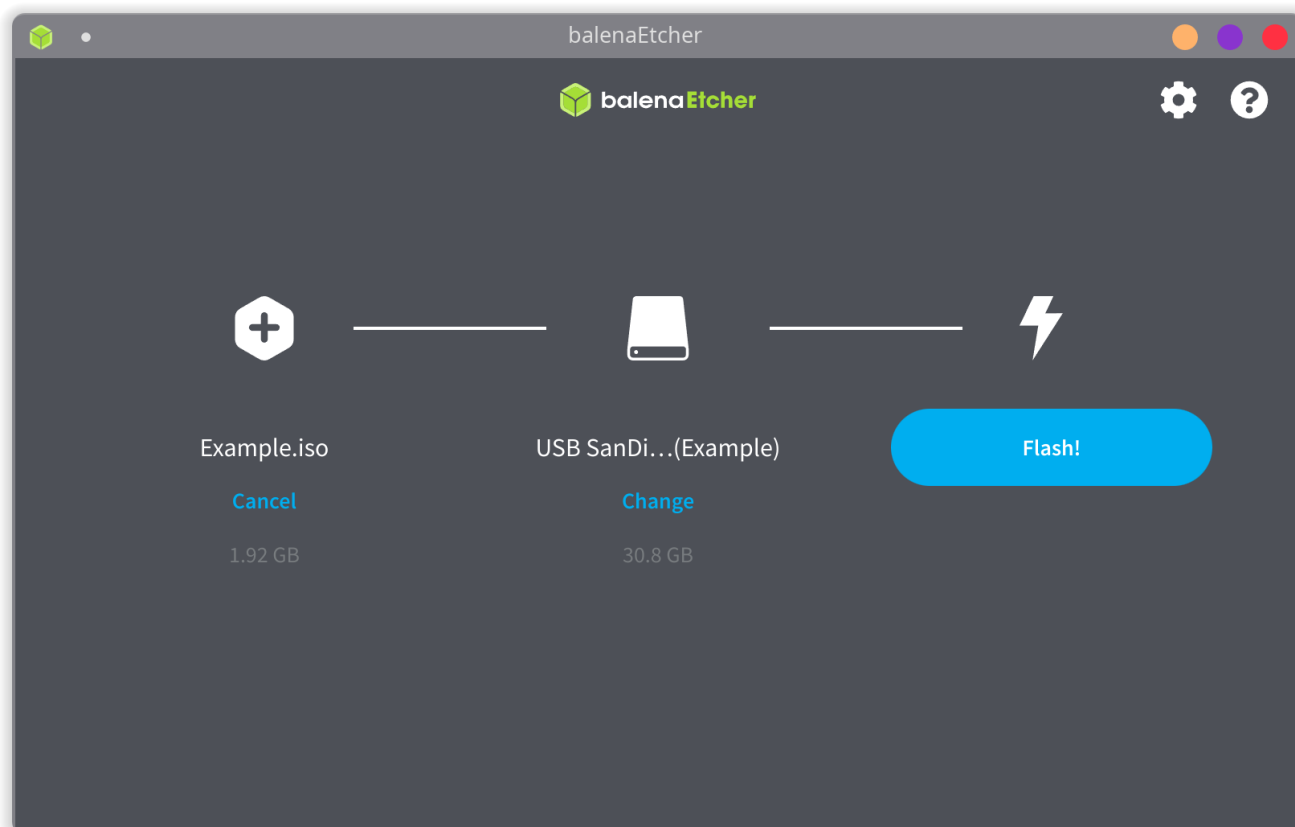 balenaEtcher
balenaEtcher
Example.iso
USB SanDi...(Example)
Flash!
Cancel
Change
1.92 GB
30.8 GB